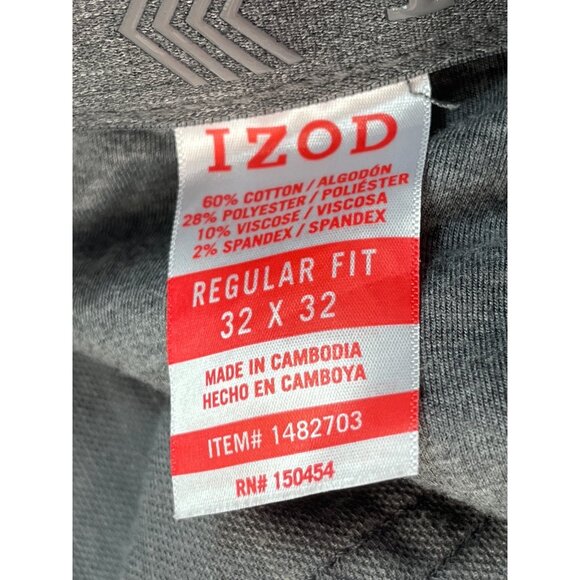 IZOD
60% COTTON / ALGODÓN
28% POLYESTER / POLIÉSTER
10% VISCOSE / VISCOSA
2% SPANDEX / SPANDEX
REGULAR FIT
32 X 32
MADE IN CAMBODIA
HECHO EN CAMBOYA
ITEM# 1482703
RN# 150454